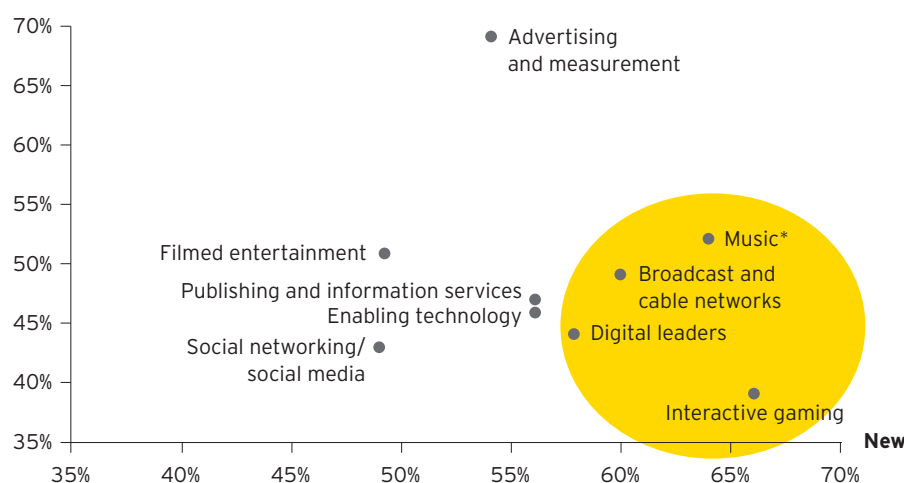 70%
Advertising
and measurement
65%
60%
55%
Music*
Filmed entertainment
50%
Broadcast and
cable networks
Publishing and information services
Enabling technology
45%
Digital leaders
Social networking/
social media
40%
Interactive gaming
35%
New
35%
40%
45%
50%
55%
60%
65%
70%